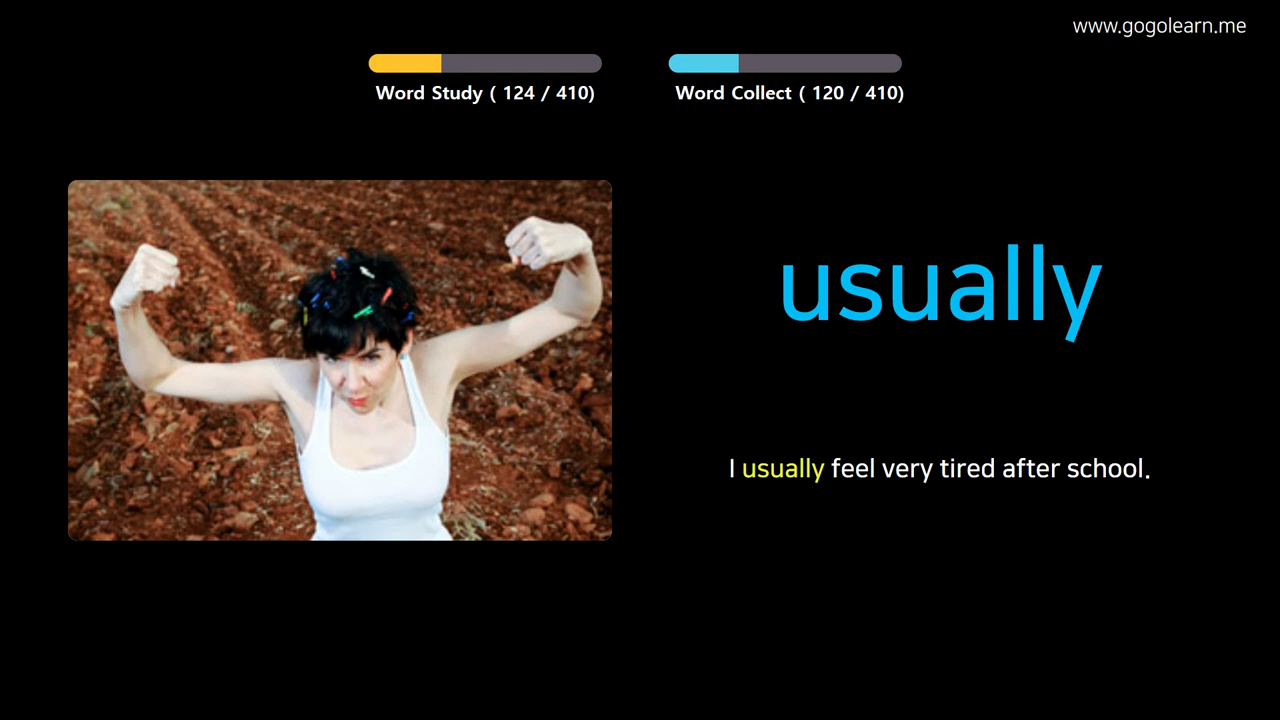 www.gogolearn.me
Word Study ( 124 / 410)
Word Collect ( 120 / 410)
usually
I usually feel very tired after school.